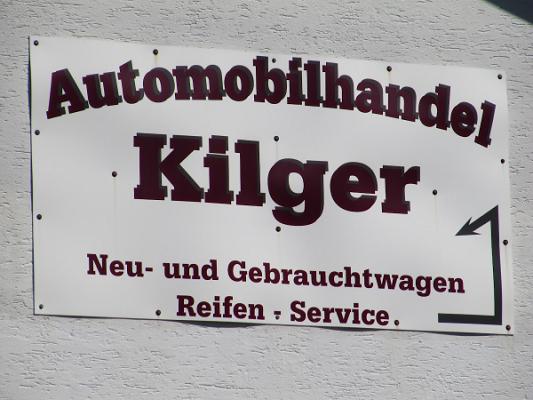 Automobilhandel
Kilger
Neu- und Gebrauchtwagen
Reifen - Service